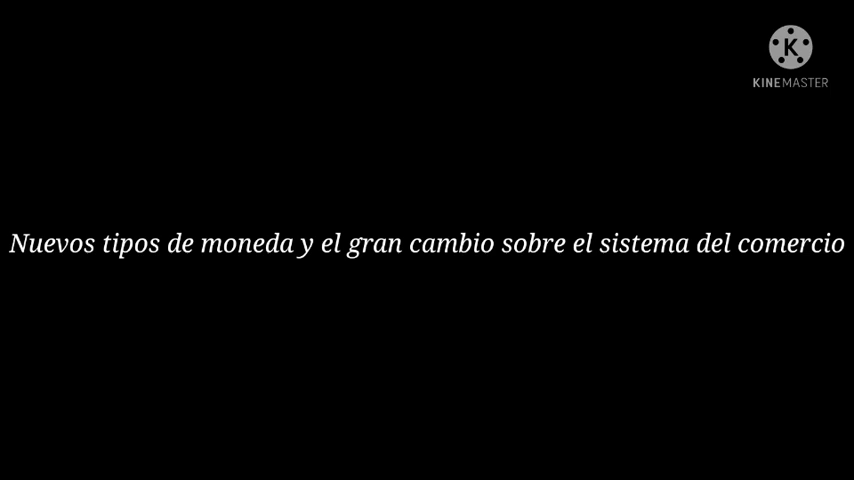 K
KINEMASTER
Nuevos tipos de moneda y el gran cambio sobre el sistema del comercio